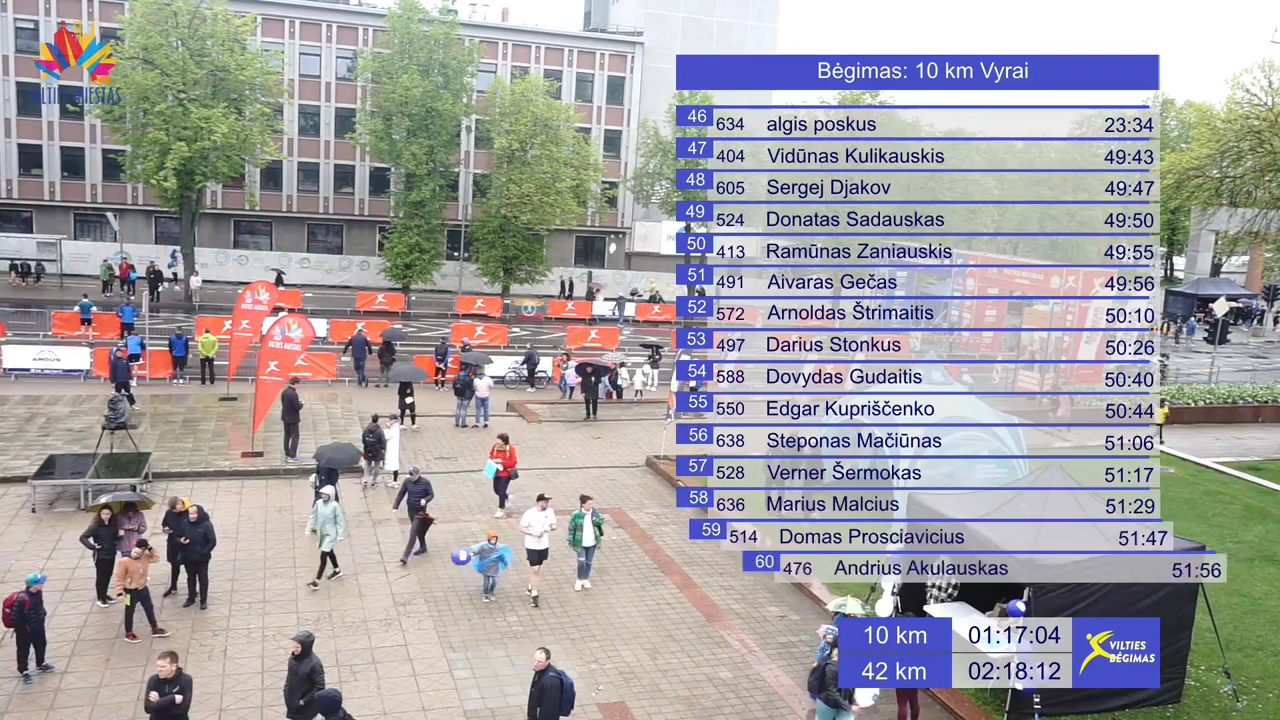 VILTIES MIESTAS
Bėgimas: 10 km Vyrai
46 634 algis poskus 23:34
47 404 Vidūnas Kulikauskis 49:43
48 605 Sergej Djakov 49:47
49 524 Donatas Sadauskas 49:50
50 413 Ramūnas Zaniauskis 49:55
51 491 Aivaras Gečas 49:56
52 572 Arnoldas Štrimaitis 50:10
53 497 Darius Stonkus 50:26
54 588 Dovydas Gudaitis 50:40
55 550 Edgar Kupriščenko 50:44
56 638 Steponas Mačiūnas 51:06
57 528 Verner Šermokas 51:17
58 636 Marius Malcius 51:29
59 514 Domas Prosciavicius 51:47
60 476 Andrius Akulauskas 51:56
10 km 01:17:04
42 km 02:18:12
VILTIES
BĖGIMAS
ARGUS